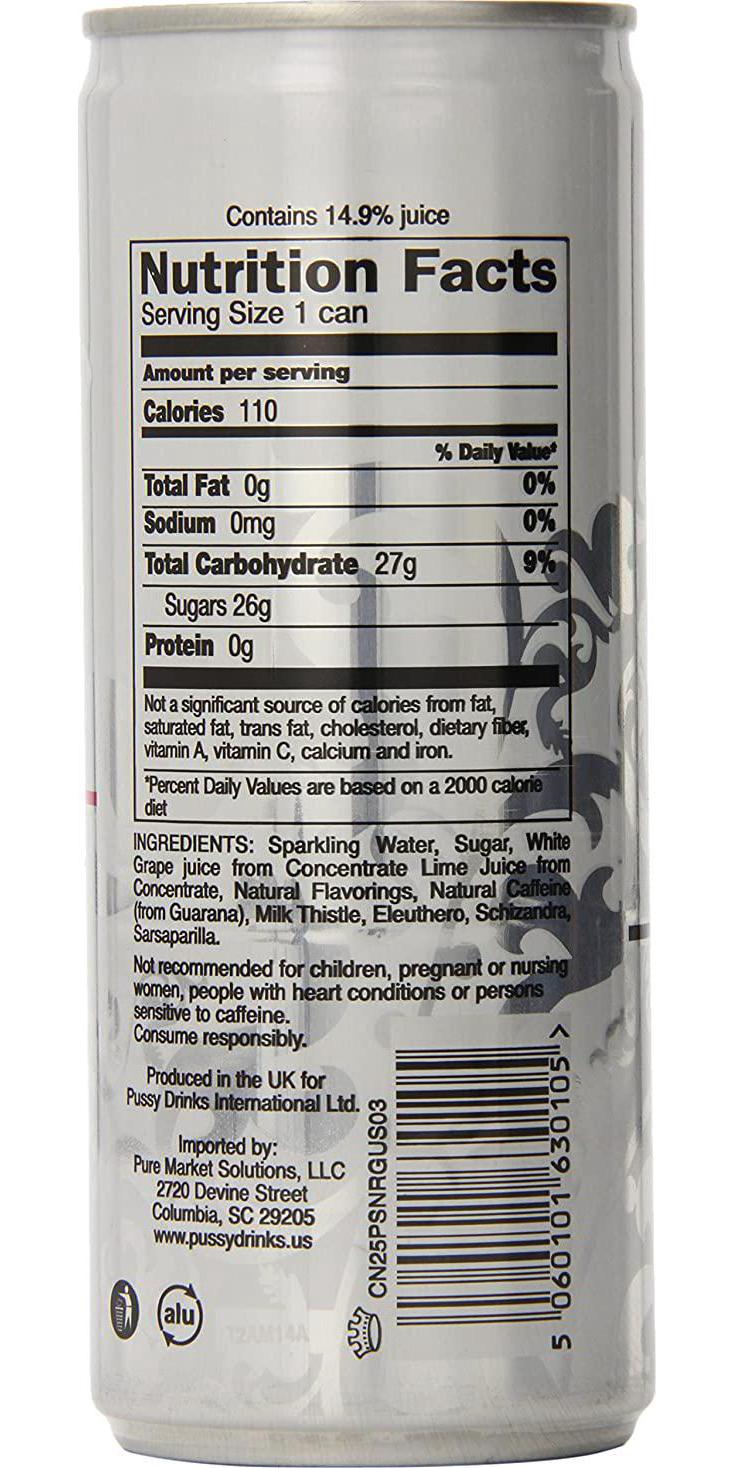 Contains 14.9% juice
Nutrition Facts
Serving Size 1 can
Amount per serving
Calories 110
% Daily Value*
Total Fat 0g 0%
Sodium 0mg 0%
Total Carbohydrate 27g 9%
Sugars 26g
Protein 0g
Not a significant source of calories from fat,
saturated fat, trans fat, cholesterol, dietary fiber,
vitamin A, vitamin C, calcium and iron.
*Percent Daily Values are based on a 2000 calorie
diet
INGREDIENTS: Sparkling Water, Sugar, White
Grape juice from Concentrate Lime Juice from
Concentrate, Natural Flavorings, Natural Caffeine
(from Guarana), Milk Thistle, Eleuthero, Schizandra,
Sarsaparilla.
Not recommended for children, pregnant or nursing
women, people with heart conditions or persons
sensitive to caffeine.
Consume responsibly.
Produced in the UK for
Pussy Drinks International Ltd.
Imported by:
Pure Market Solutions, LLC
2720 Devine Street
Columbia, SC 29205
www.pussydrinks.us
alu
CN25PSNRGUS03
5 060101 630105 >
T2AM14A